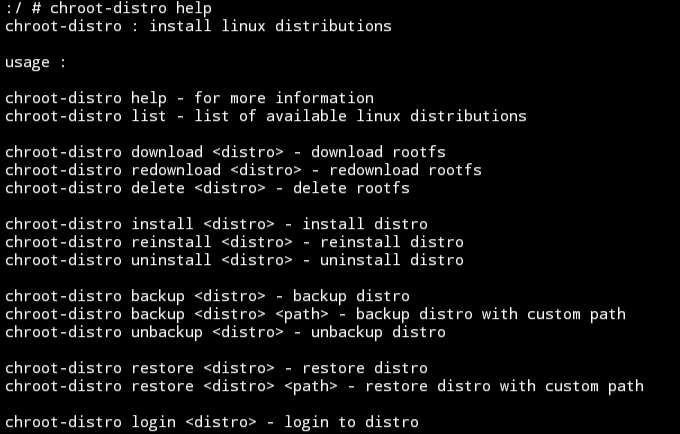 :/ # chroot-distro help
chroot-distro : install linux distributions
usage :
chroot-distro help - for more information
chroot-distro list - list of available linux distributions
chroot-distro download <distro> - download rootfs
chroot-distro redownload <distro> - redownload rootfs
chroot-distro delete <distro> - delete rootfs
chroot-distro install <distro> - install distro
chroot-distro reinstall <distro> - reinstall distro
chroot-distro uninstall <distro> - uninstall distro
chroot-distro backup <distro> - backup distro
chroot-distro backup <distro> <path> - backup distro with custom path
chroot-distro unbackup <distro> - unbackup distro
chroot-distro restore <distro> - restore distro
chroot-distro restore <distro> <path> - restore distro with custom path
chroot-distro login <distro> - login to distro